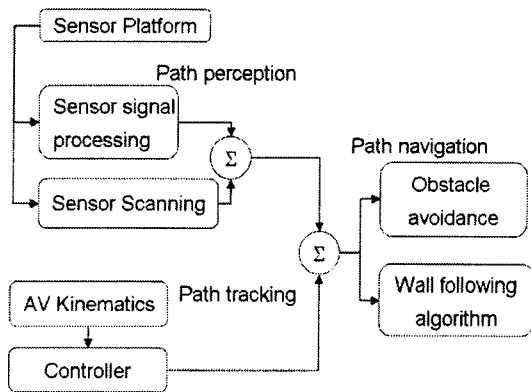 Sensor Platform
Path perception
Sensor signal
processing
Σ
Path navigation
Sensor Scanning
Obstacle
avoidance
Σ
AV Kinematics
Path tracking
Wall following
algorithm
Controller